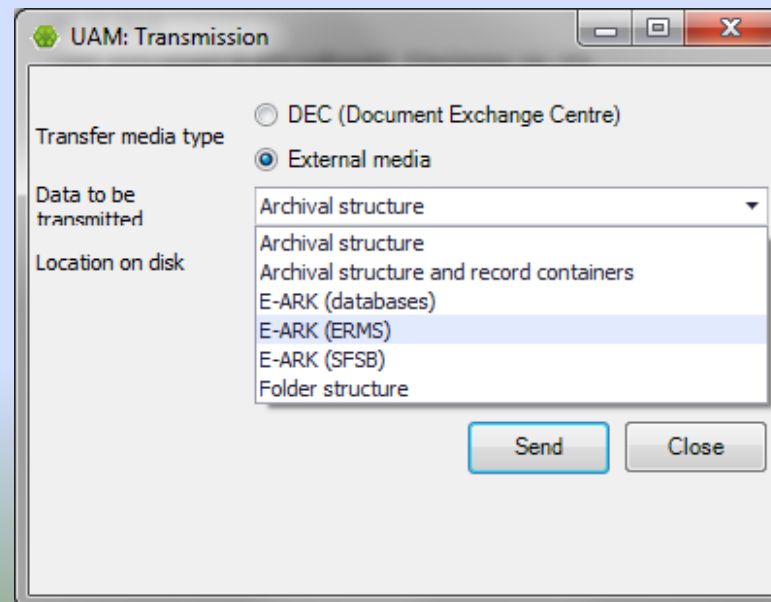 UAM: Transmission
Transfer media type
DEC (Document Exchange Centre)
External media
Data to be
transmitted
Archival structure
Location on disk
Archival structure
Archival structure and record containers
E-ARK (databases)
E-ARK (ERMS)
E-ARK (SFSB)
Folder structure
Send
Close